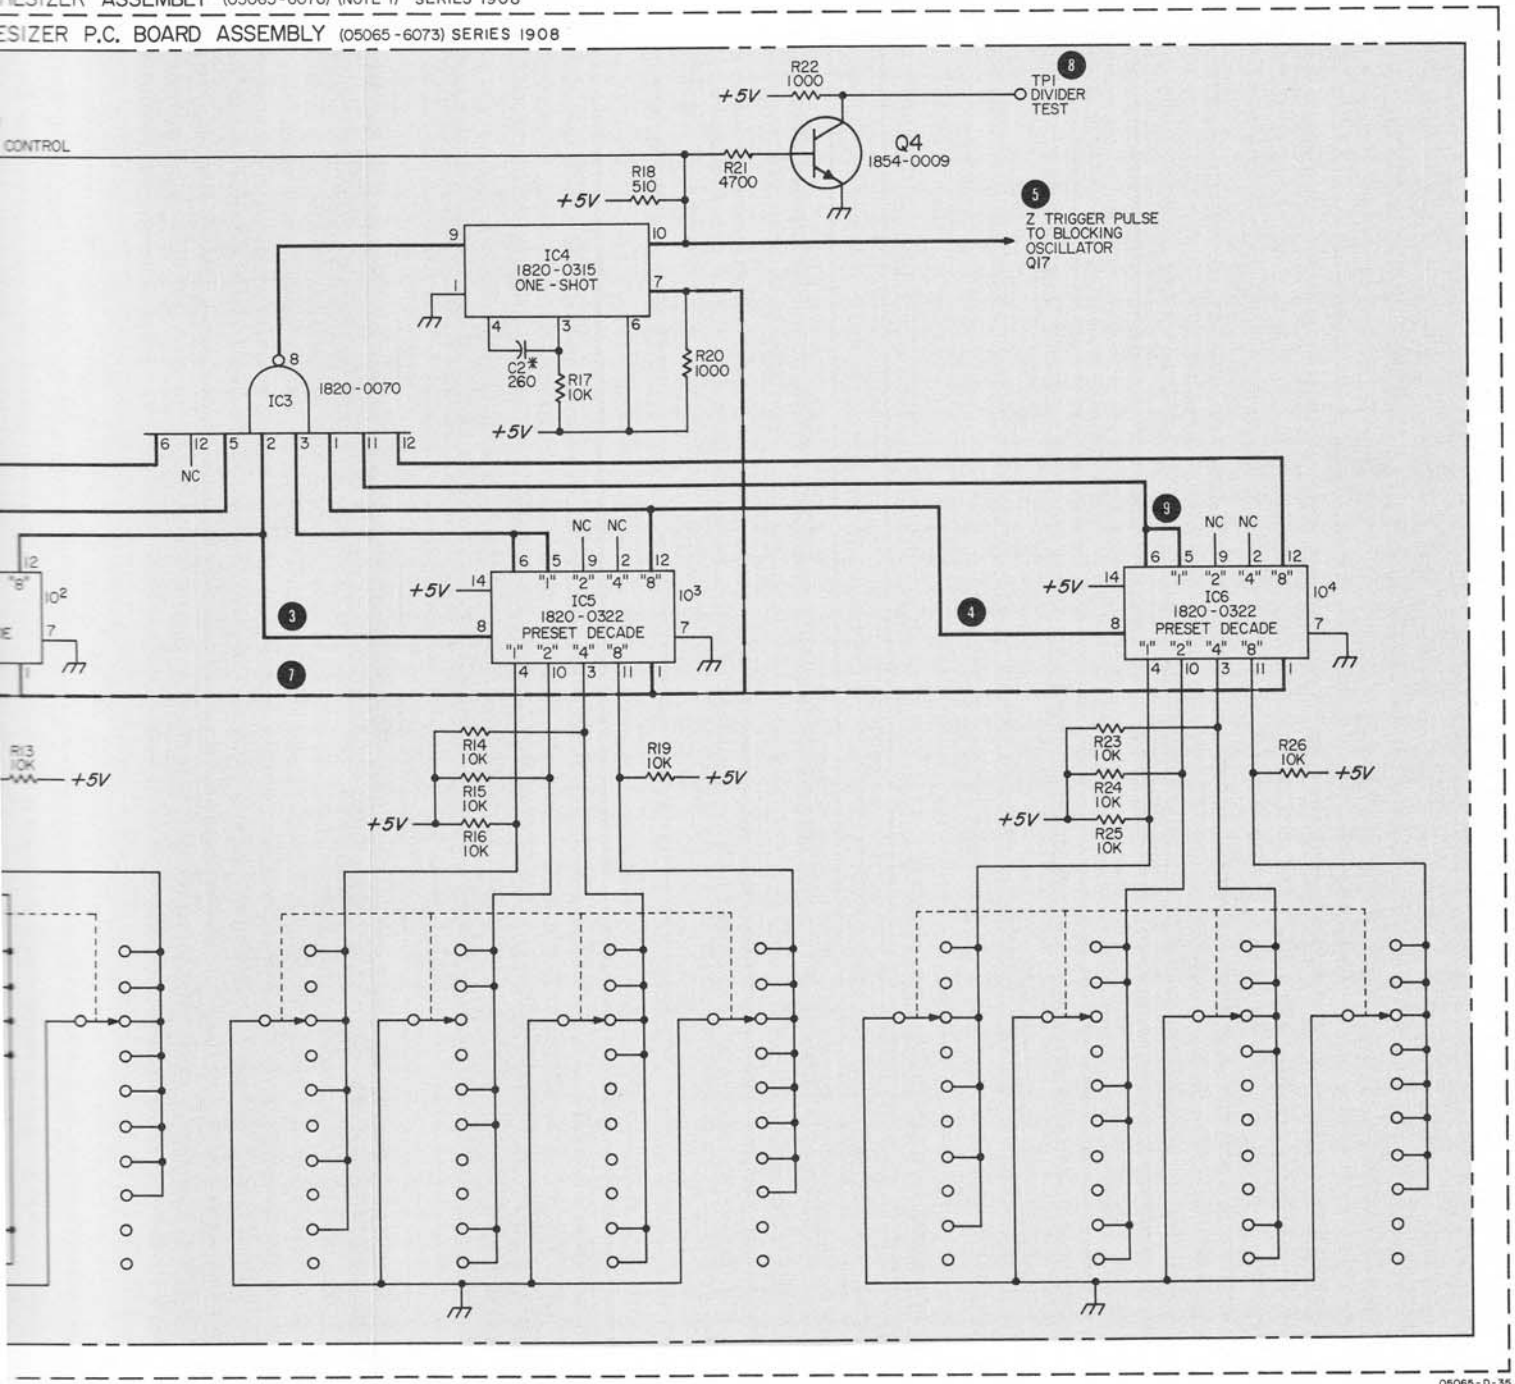 ASSEMBLY (05065-6070) (NOTE 1) SERIES 1908
ESIZER P.C. BOARD ASSEMBLY (05065-6073) SERIES 1908
R22
1000
+5V
8
TP1
DIVIDER
TEST
CONTROL
Q4
1854-0009
R21
4700
R18
510
+5V
5
Z TRIGGER PULSE
TO BLOCKING
OSCILLATOR
Q17
9
10
IC4
1820-0315
ONE-SHOT
1
7
4
3
6
C2*
260
R17
10K
R20
1000
+5V
8
1820-0070
IC3
6
12
5
2
3
1
11
12
NC
12
"8"
10²
7
1
NC
NC
6
5
9
2
12
14
+5V
"1"
"2"
"4"
"8"
IC5
1820-0322
PRESET DECADE
10³
8
7
"1"
"2"
"4"
"8"
4
10
3
11
1
3
7
9
NC
NC
6
5
9
2
12
14
+5V
"1"
"2"
"4"
"8"
IC6
1820-0322
PRESET DECADE
10⁴
4
8
7
"1"
"2"
"4"
"8"
4
10
3
11
1
R13
10K
+5V
R14
10K
R15
10K
+5V
R16
10K
R19
10K
+5V
R23
10K
R24
10K
+5V
R25
10K
R26
10K
+5V
05065-D-35